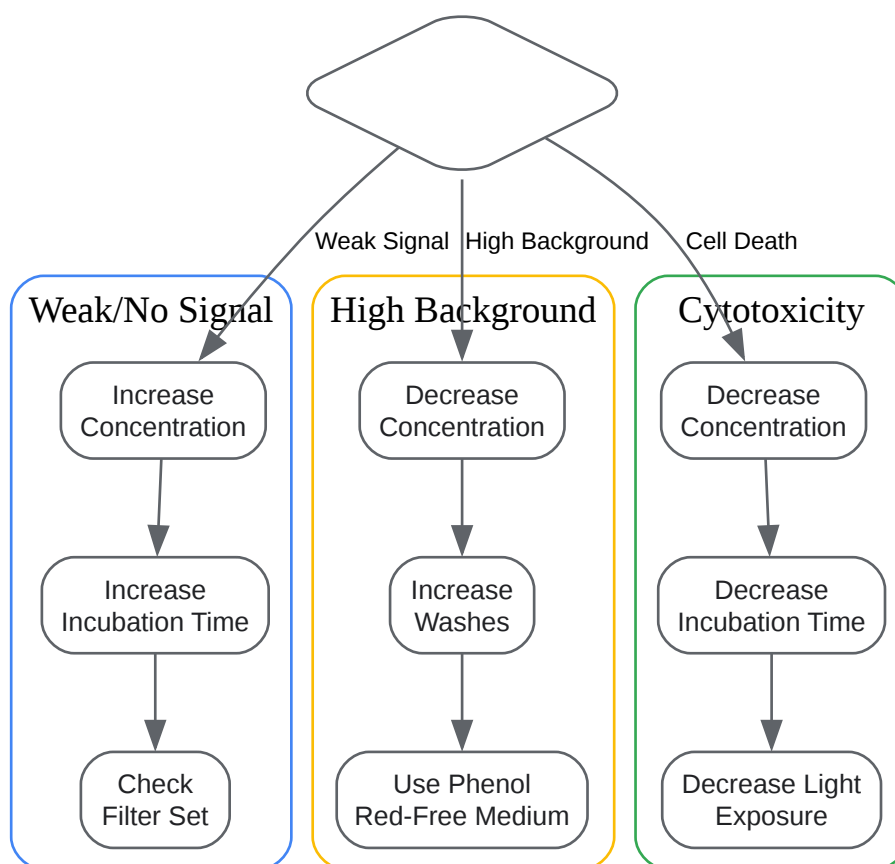 Weak Signal
High Background
Cell Death
Weak/No Signal
High Background
Cytotoxicity
Increase
Concentration
Decrease
Concentration
Decrease
Concentration
Increase
Incubation Time
Increase
Washes
Decrease
Incubation Time
Check
Filter Set
Use Phenol
Red-Free Medium
Decrease Light
Exposure